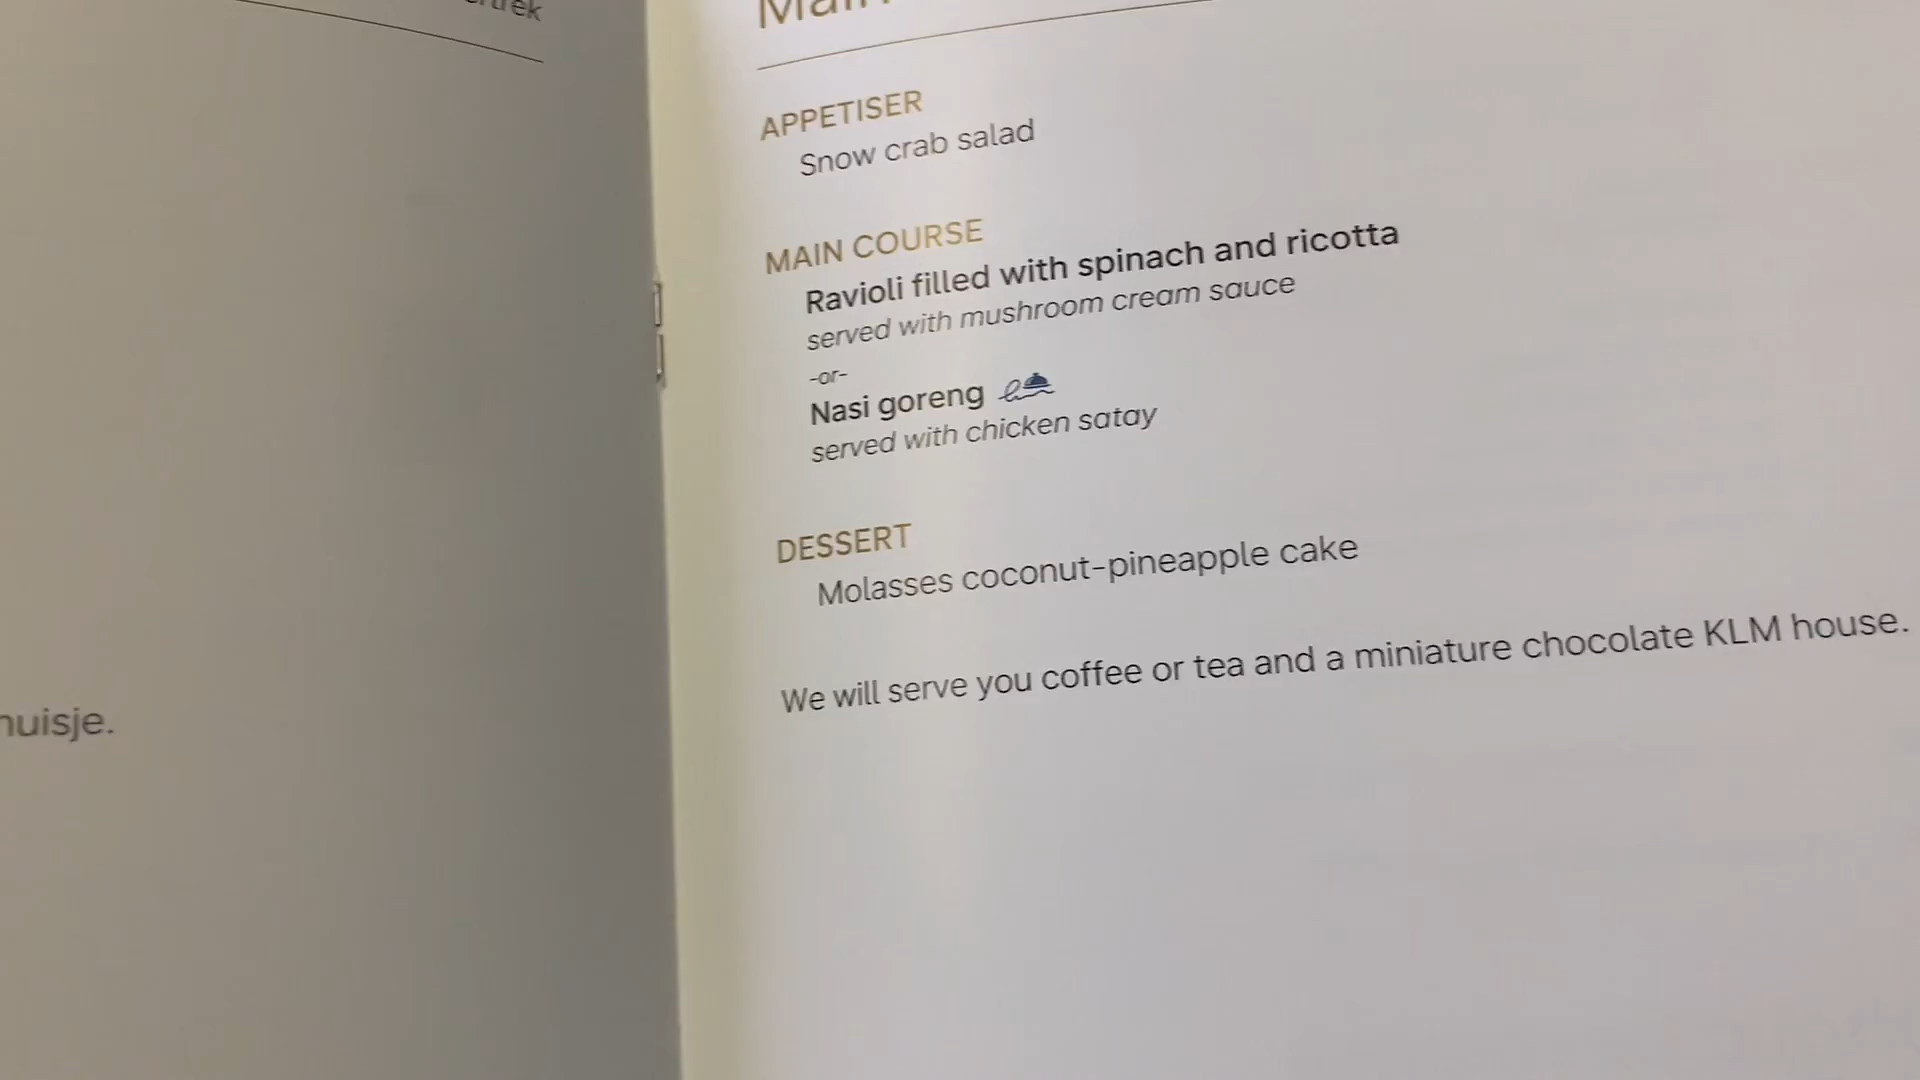 huisje.
Main
APPETISER
Snow crab salad
MAIN COURSE
Ravioli filled with spinach and ricotta
served with mushroom cream sauce
-or-
Nasi goreng
served with chicken satay
DESSERT
Molasses coconut-pineapple cake
We will serve you coffee or tea and a miniature chocolate KLM house.